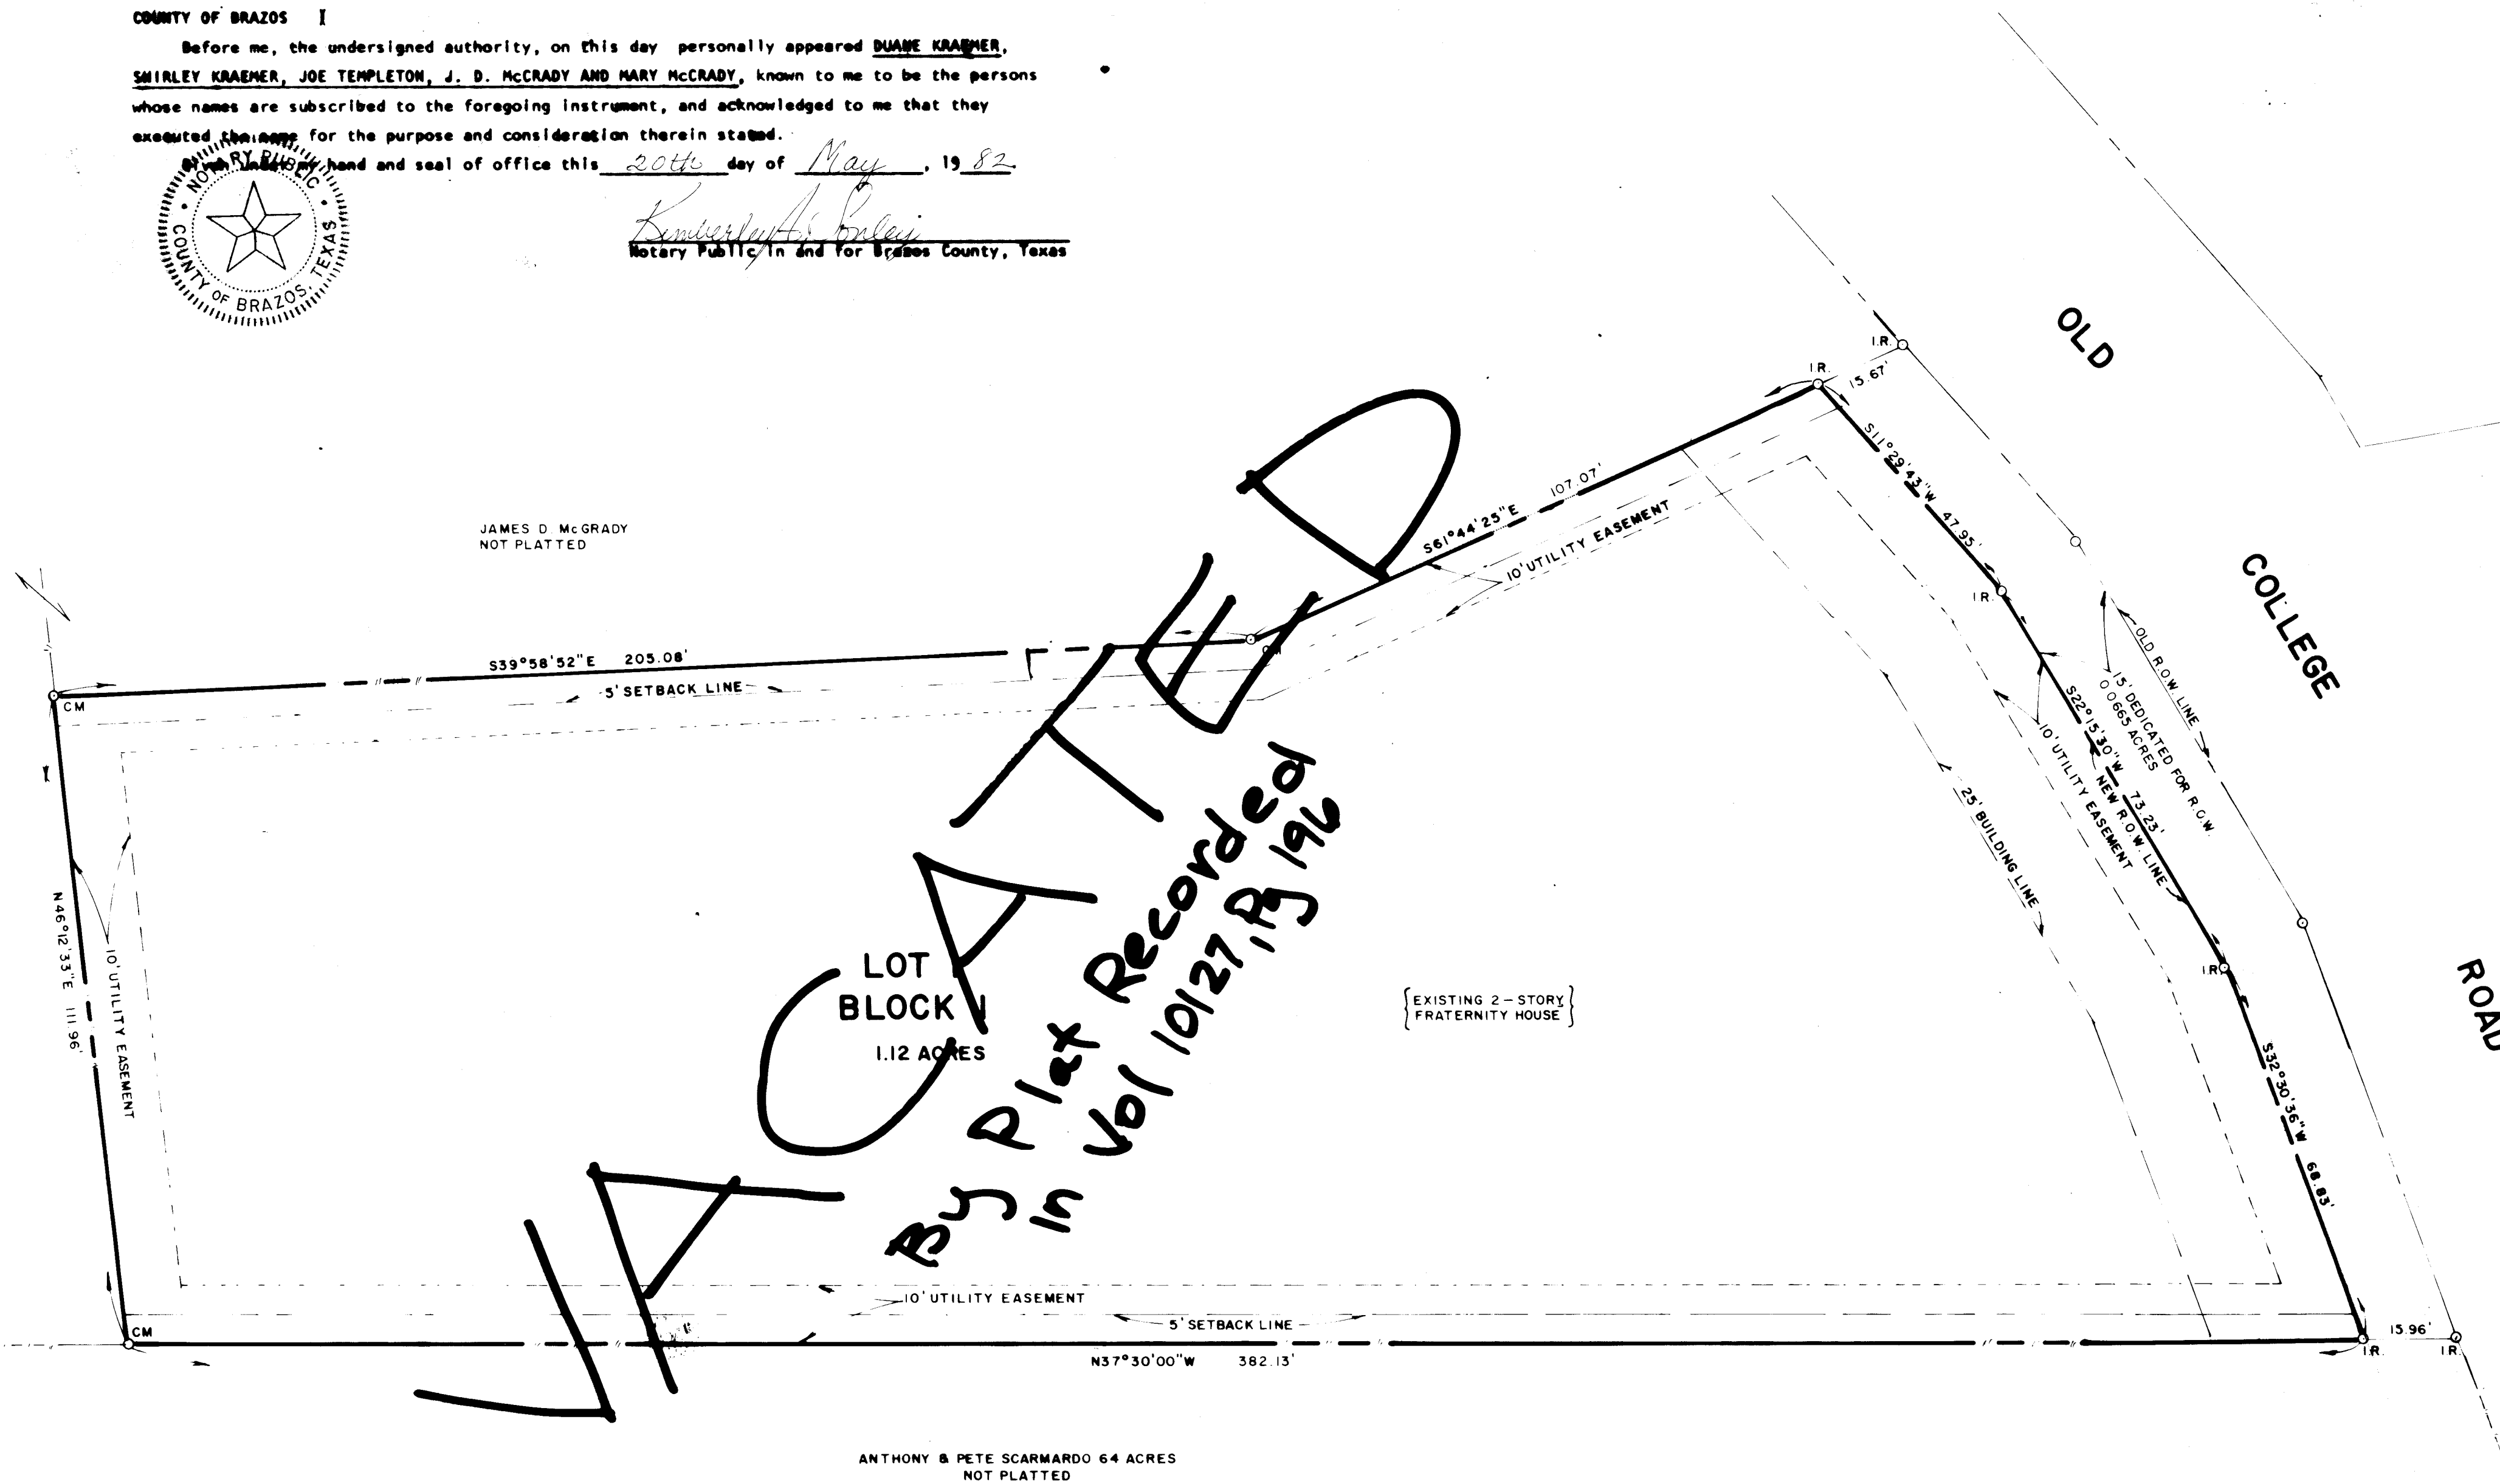 COUNTY OF BRAZOS I
Before me, the undersigned authority, on this day personally appeared DUANE KRAEMER,
SHIRLEY KRAEMER, JOE TEMPLETON, J. D. McCRADY AND MARY McCRADY, known to me to be the persons
whose names are subscribed to the foregoing instrument, and acknowledged to me that they
executed the same for the purpose and consideration therein stated.
Given under my hand and seal of office this 20th day of May, 1982.
Kimberley
Notary Public in and for Brazos County, Texas
NOTARY PUBLIC
COUNTY OF BRAZOS, TEXAS
OLD
COLLEGE
ROAD
I.R.
I.R.
15.67'
S11°29'43"W 47.95'
S61°44'25"E 107.07'
10' UTILITY EASEMENT
JAMES D. McGRADY
NOT PLATTED
I.R.
OLD R.O.W. LINE
15' DEDICATED FOR R.O.W.
0.0665 ACRES
S22°15'30"W 73.23'
NEW R.O.W. LINE
10' UTILITY EASEMENT
25' BUILDING LINE
S39°58'52"E 205.08'
5' SETBACK LINE
CM
CM
N46°12'33"E 111.96'
10' UTILITY EASEMENT
VACATED
By Plat Recorded
In Vol 10127, Pg 196
LOT
BLOCK 1
1.12 ACRES
EXISTING 2-STORY
FRATERNITY HOUSE
I.R.
S32°30'36"W 68.83'
10' UTILITY EASEMENT
5' SETBACK LINE
CM
15.96'
I.R.
I.R.
N37°30'00"W 382.13'
ANTHONY & PETE SCARMARDO 64 ACRES
NOT PLATTED